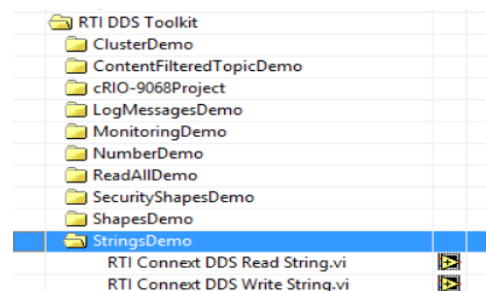 RTI DDS Toolkit
ClusterDemo
ContentFilteredTopicDemo
cRIO-9068Project
LogMessagesDemo
MonitoringDemo
NumberDemo
ReadAllDemo
SecurityShapesDemo
ShapesDemo
StringsDemo
RTI Connext DDS Read String.vi
RTI Connext DDS Write String.vi